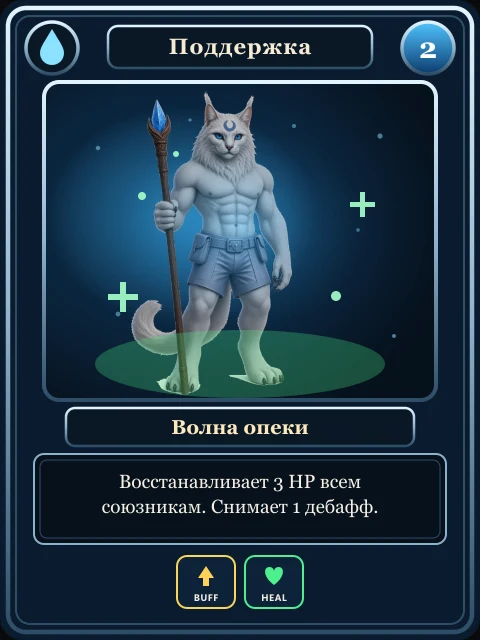 Поддержка
2
Волна опеки
Восстанавливает 3 HP всем
союзникам. Снимает 1 дебафф.
BUFF
HEAL